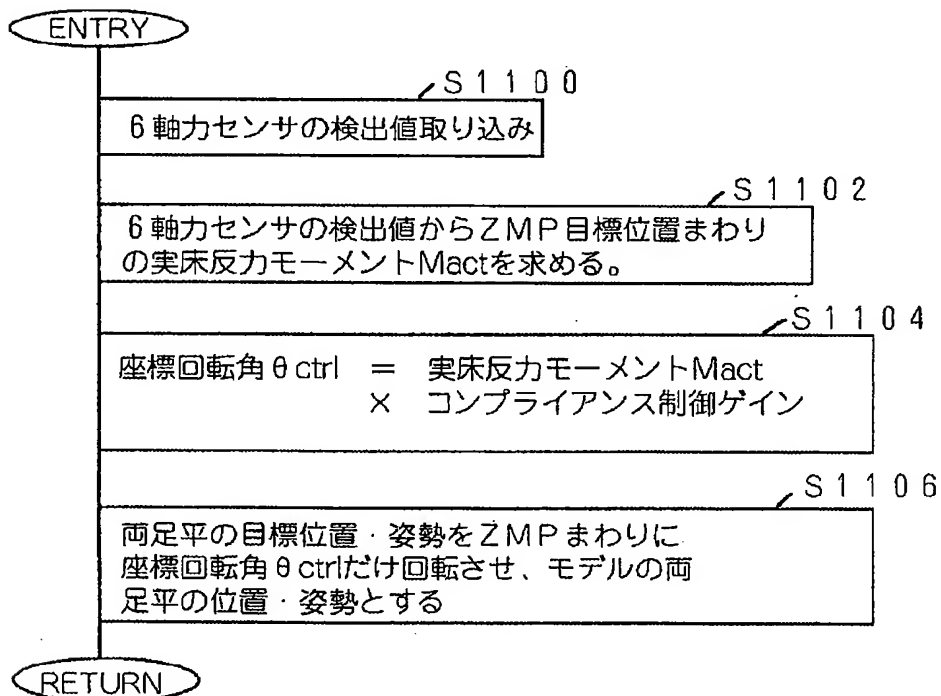 ENTRY
S1100
6軸力センサの検出値取り込み
S1102
6軸力センサの検出値からZMP目標位置まわり
の実床反力モーメントMactを求める。
S1104
座標回転角θctrl = 実床反力モーメントMact
× コンプライアンス制御ゲイン
S1106
両足平の目標位置・姿勢をZMPまわりに
座標回転角θctrlだけ回転させ、モデルの両
足平の位置・姿勢とする
RETURN